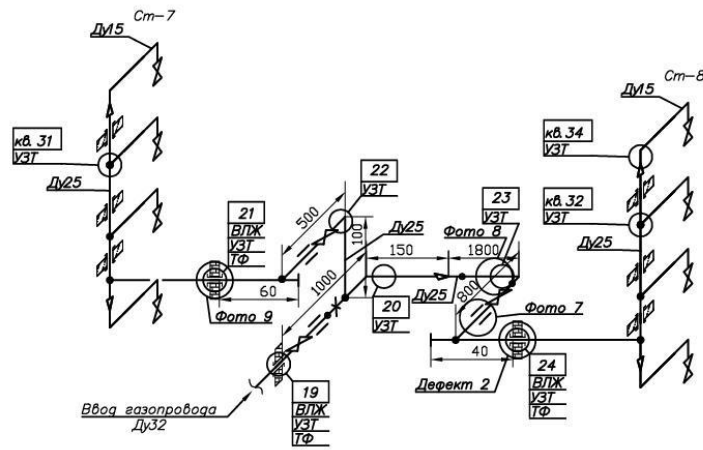 Ст-7
Ду15
кв. 31
УЗТ
Ду25
21
ВЛЖ
УЗТ
ТФ
60
Фото 9
500
22
УЗТ
100
Ду25
1000
150
1800
23
УЗТ
Фото 8
Ду25
800
20
УЗТ
Фото 7
40
Дефект 2
24
ВЛЖ
УЗТ
ТФ
19
ВЛЖ
УЗТ
ТФ
Ввод газопровода
Ду32
Ст-8
Ду15
кв. 34
УЗТ
кв. 32
УЗТ
Ду25